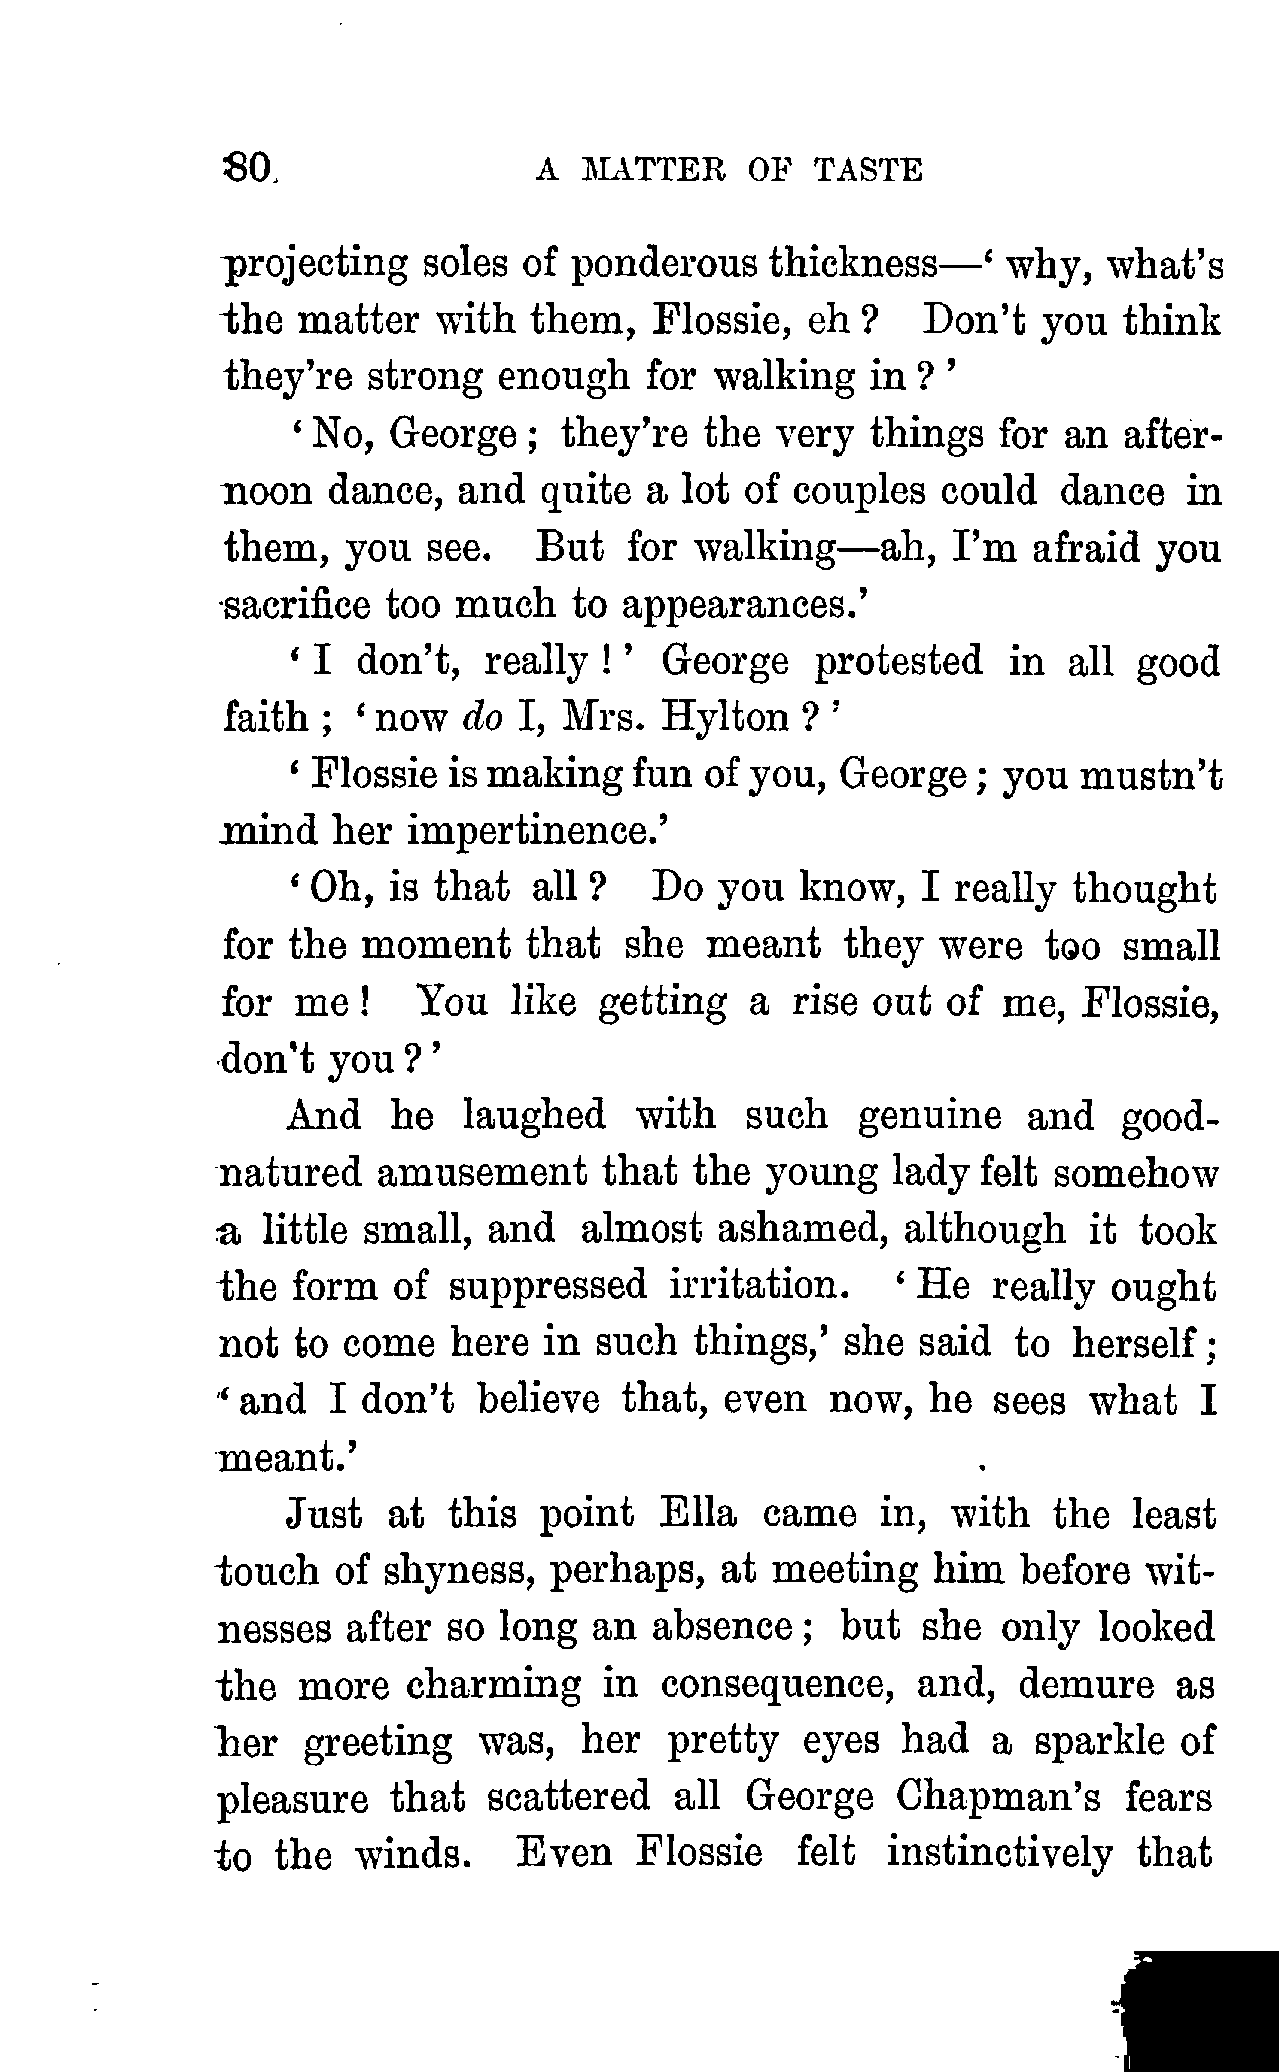 80 A MATTER OF TASTE
projecting soles of ponderous thickness—‘ why, what’s
the matter with them, Flossie, eh ? Don’t you think
they’re strong enough for walking in ? ’
‘ No, George ; they’re the very things for an after-
noon dance, and quite a lot of couples could dance in
them, you see. But for walking—ah, I’m afraid you
sacrifice too much to appearances.’
‘ I don’t, really ! ’ George protested in all good
faith ; ‘ now do I, Mrs. Hylton ? ’
‘ Flossie is making fun of you, George ; you mustn’t
mind her impertinence.’
‘ Oh, is that all ? Do you know, I really thought
for the moment that she meant they were too small
for me ! You like getting a rise out of me, Flossie,
don’t you ? ’
And he laughed with such genuine and good-
natured amusement that the young lady felt somehow
a little small, and almost ashamed, although it took
the form of suppressed irritation. ‘ He really ought
not to come here in such things,’ she said to herself ;
‘ and I don’t believe that, even now, he sees what I
meant.’
Just at this point Ella came in, with the least
touch of shyness, perhaps, at meeting him before wit-
nesses after so long an absence ; but she only looked
the more charming in consequence, and, demure as
her greeting was, her pretty eyes had a sparkle of
pleasure that scattered all George Chapman’s fears
to the winds. Even Flossie felt instinctively that